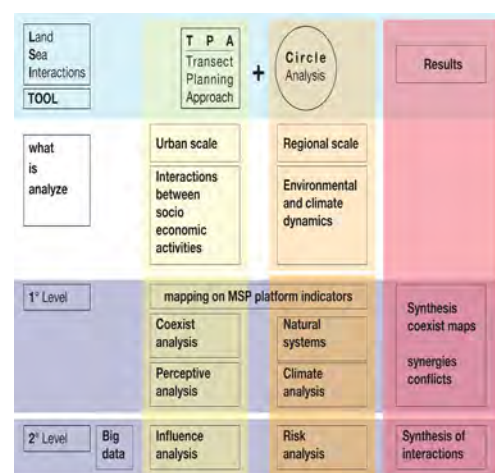 Land
Sea
Interactions
TOOL
T P A
Transect
Planning
Approach
+
Circle
Analysis
Results
what
is
analyze
Urban scale
Regional scale
Interactions
between
socio
economic
activities
Environmental
and climate
dynamics
1° Level
mapping on MSP platform indicators
Coexist
analysis
Natural
systems
Perceptive
analysis
Climate
analysis
Synthesis
coexist maps
synergies
conflicts
2° Level
Big
data
Influence
analysis
Risk
analysis
Synthesis of
interactions